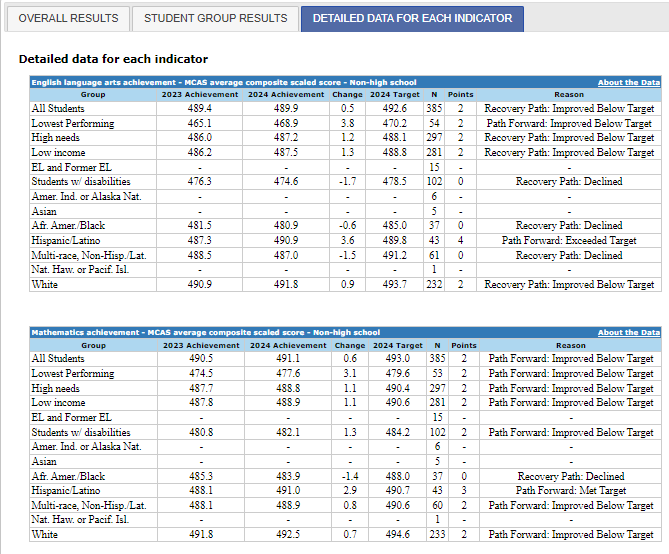 OVERALL RESULTS STUDENT GROUP RESULTS DETAILED DATA FOR EACH INDICATOR
Detailed data for each indicator
English language arts achievement - MCAS average composite scaled score - Non-high school About the Data
Group 2023 Achievement 2024 Achievement Change 2024 Target N Points Reason
All Students 489.4 489.9 0.5 492.6 385 2 Recovery Path: Improved Below Target
Lowest Performing 465.1 468.9 3.8 470.2 54 2 Path Forward: Improved Below Target
High needs 486.0 487.2 1.2 488.1 297 2 Recovery Path: Improved Below Target
Low income 486.2 487.5 1.3 488.8 281 2 Recovery Path: Improved Below Target
EL and Former EL - - - - 15 - -
Students w/ disabilities 476.3 474.6 -1.7 478.5 102 0 Recovery Path: Declined
Amer. Ind. or Alaska Nat. - - - - 6 - -
Asian - - - - 5 - -
Afr. Amer./Black 481.5 480.9 -0.6 485.0 37 0 Recovery Path: Declined
Hispanic/Latino 487.3 490.9 3.6 489.8 43 4 Path Forward: Exceeded Target
Multi-race, Non-Hisp./Lat. 488.5 487.0 -1.5 491.2 61 0 Recovery Path: Declined
Nat. Haw. or Pacif. Isl. - - - - 1 - -
White 490.9 491.8 0.9 493.7 232 2 Recovery Path: Improved Below Target
Mathematics achievement - MCAS average composite scaled score - Non-high school About the Data
Group 2023 Achievement 2024 Achievement Change 2024 Target N Points Reason
All Students 490.5 491.1 0.6 493.0 385 2 Path Forward: Improved Below Target
Lowest Performing 474.5 477.6 3.1 479.6 53 2 Path Forward: Improved Below Target
High needs 487.7 488.8 1.1 490.4 297 2 Path Forward: Improved Below Target
Low income 487.8 488.9 1.1 490.6 281 2 Path Forward: Improved Below Target
EL and Former EL - - - - 15 - -
Students w/ disabilities 480.8 482.1 1.3 484.2 102 2 Path Forward: Improved Below Target
Amer. Ind. or Alaska Nat. - - - - 6 - -
Asian - - - - 5 - -
Afr. Amer./Black 485.3 483.9 -1.4 488.0 37 0 Recovery Path: Declined
Hispanic/Latino 488.1 491.0 2.9 490.7 43 3 Path Forward: Met Target
Multi-race, Non-Hisp./Lat. 488.1 488.9 0.8 490.6 60 2 Path Forward: Improved Below Target
Nat. Haw. or Pacif. Isl. - - - - 1 - -
White 491.8 492.5 0.7 494.6 233 2 Path Forward: Improved Below Target